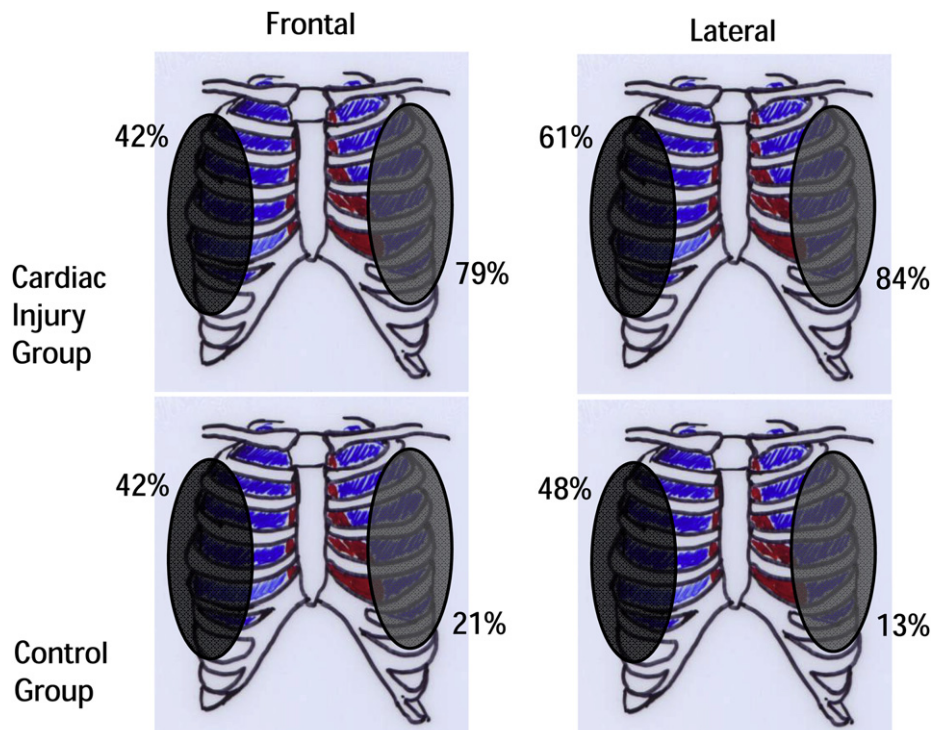 Frontal
Lateral
42%
79%
61%
84%
Cardiac
Injury
Group
42%
21%
48%
13%
Control
Group